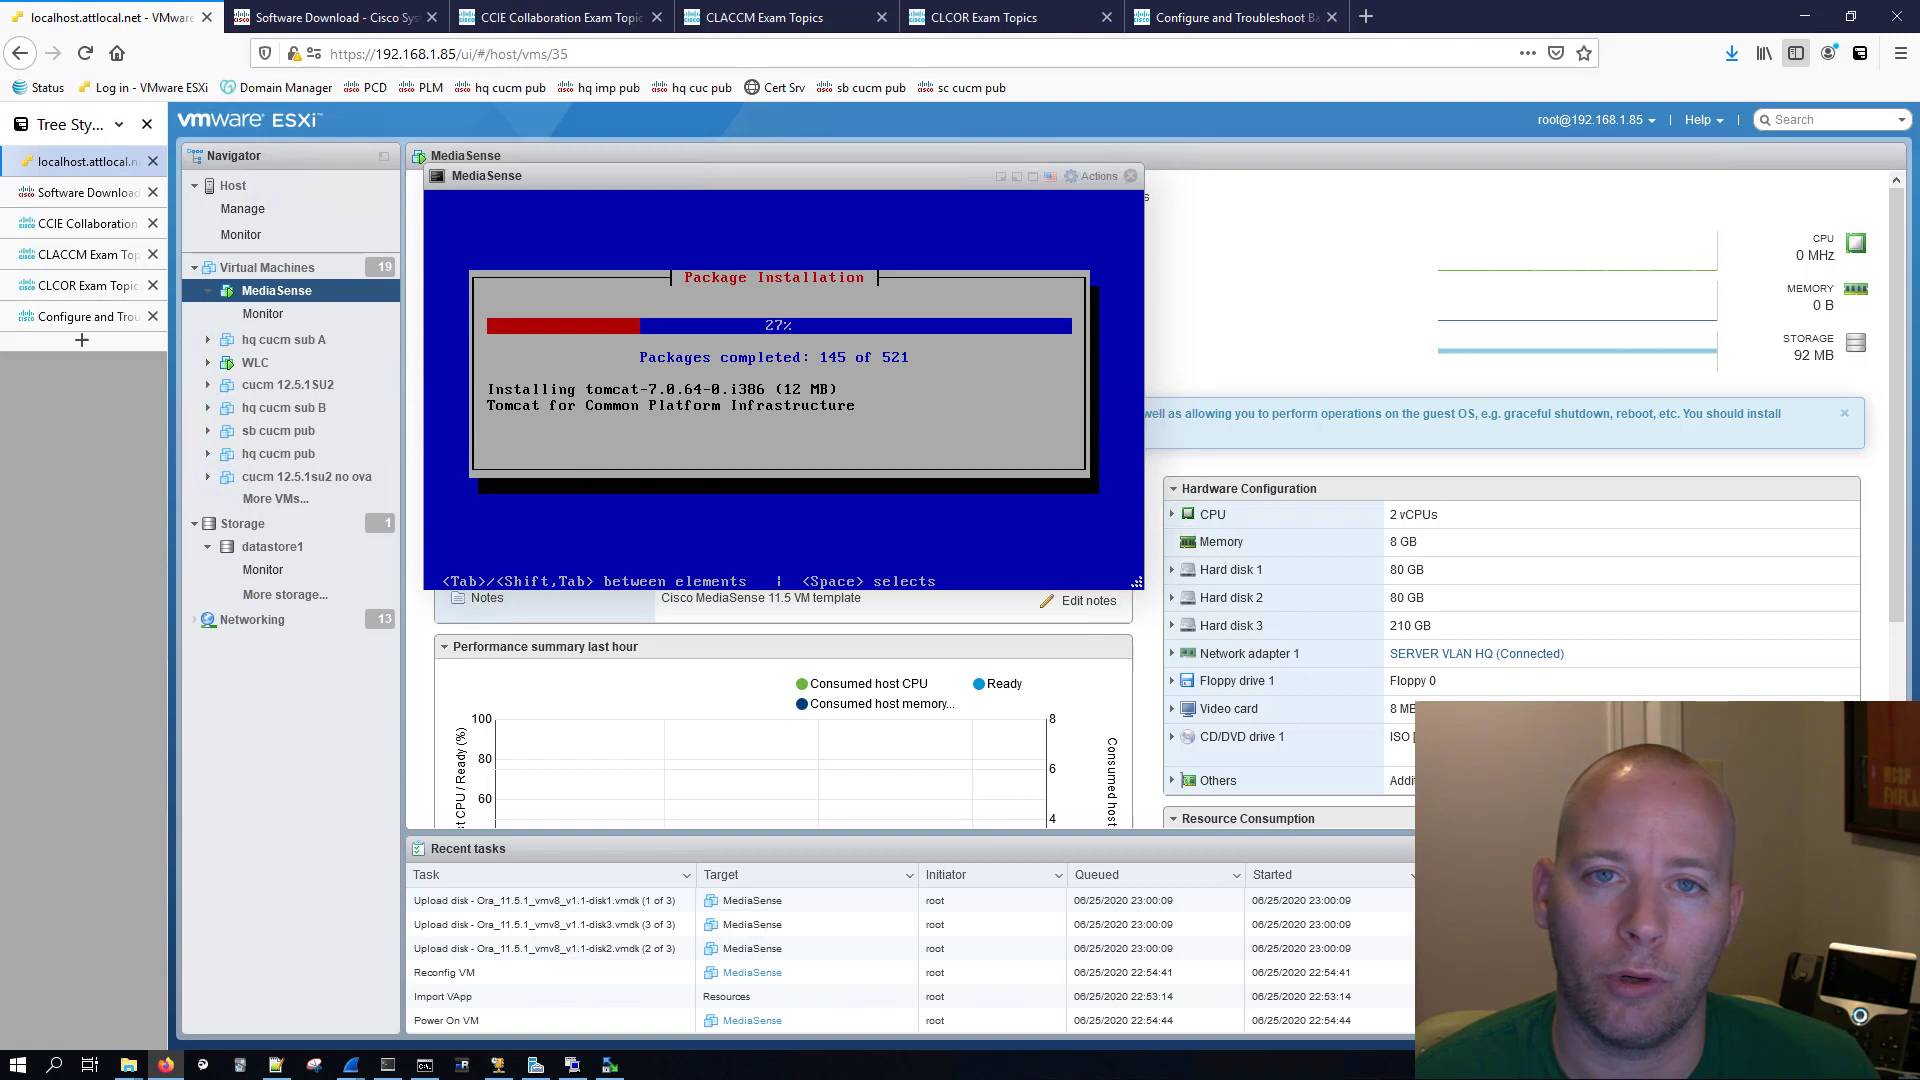 localhost.attlocal.net - VMware
Software Download - Cisco Sys
CCIE Collaboration Exam Topic
CLACCM Exam Topics
CLCOR Exam Topics
Configure and Troubleshoot Ba
https://192.168.1.85/ui/#/host/vms/35
Status
Log in - VMware ESXi
Domain Manager
PCD
PLM
hq cucm pub
hq imp pub
hq cuc pub
Cert Srv
sb cucm pub
sc cucm pub
Tree Sty...
vmware ESXi™
root@192.168.1.85
|
Help
|
Search
localhost.attlocal.n
Software Download
CCIE Collaboration
CLACCM Exam Top
CLCOR Exam Topic
Configure and Trou
Navigator
Host
Manage
Monitor
Virtual Machines
19
MediaSense
Monitor
hq cucm sub A
WLC
cucm 12.5.1SU2
hq cucm sub B
sb cucm pub
hq cucm pub
cucm 12.5.1su2 no ova
More VMs...
Storage
1
datastore1
Monitor
More storage...
Networking
13
MediaSense
MediaSense
Actions
Package Installation
27%
Packages completed: 145 of 521
Installing tomcat-7.0.64-0.i386 (12 MB)
Tomcat for Common Platform Infrastructure
<Tab>/<Shift,Tab> between elements | <Space> selects
CPU
0 MHz
MEMORY
0 B
STORAGE
92 MB
well as allowing you to perform operations on the guest OS, e.g. graceful shutdown, reboot, etc. You should install
Notes
Cisco MediaSense 11.5 VM template
Edit notes
Performance summary last hour
Consumed host CPU
Ready
Consumed host memory...
100
80
60
8
6
4
st CPU / Ready (%)
Consumed host
Hardware Configuration
CPU
2 vCPUs
Memory
8 GB
Hard disk 1
80 GB
Hard disk 2
80 GB
Hard disk 3
210 GB
Network adapter 1
SERVER VLAN HQ (Connected)
Floppy drive 1
Floppy 0
Video card
8 MB
CD/DVD drive 1
ISO [
Others
Addi
Resource Consumption
Recent tasks
Task
Target
Initiator
Queued
Started
Upload disk - Ora_11.5.1_vmv8_v1.1-disk1.vmdk (1 of 3)
MediaSense
root
06/25/2020 23:00:09
06/25/2020 23:00:09
Upload disk - Ora_11.5.1_vmv8_v1.1-disk3.vmdk (3 of 3)
MediaSense
root
06/25/2020 23:00:09
06/25/2020 23:00:09
Upload disk - Ora_11.5.1_vmv8_v1.1-disk2.vmdk (2 of 3)
MediaSense
root
06/25/2020 23:00:09
06/25/2020 23:00:09
Reconfig VM
MediaSense
root
06/25/2020 22:54:41
06/25/2020 22:54:41
Import VApp
Resources
root
06/25/2020 22:53:14
06/25/2020 22:53:14
Power On VM
MediaSense
root
06/25/2020 22:54:44
06/25/2020 22:54:44